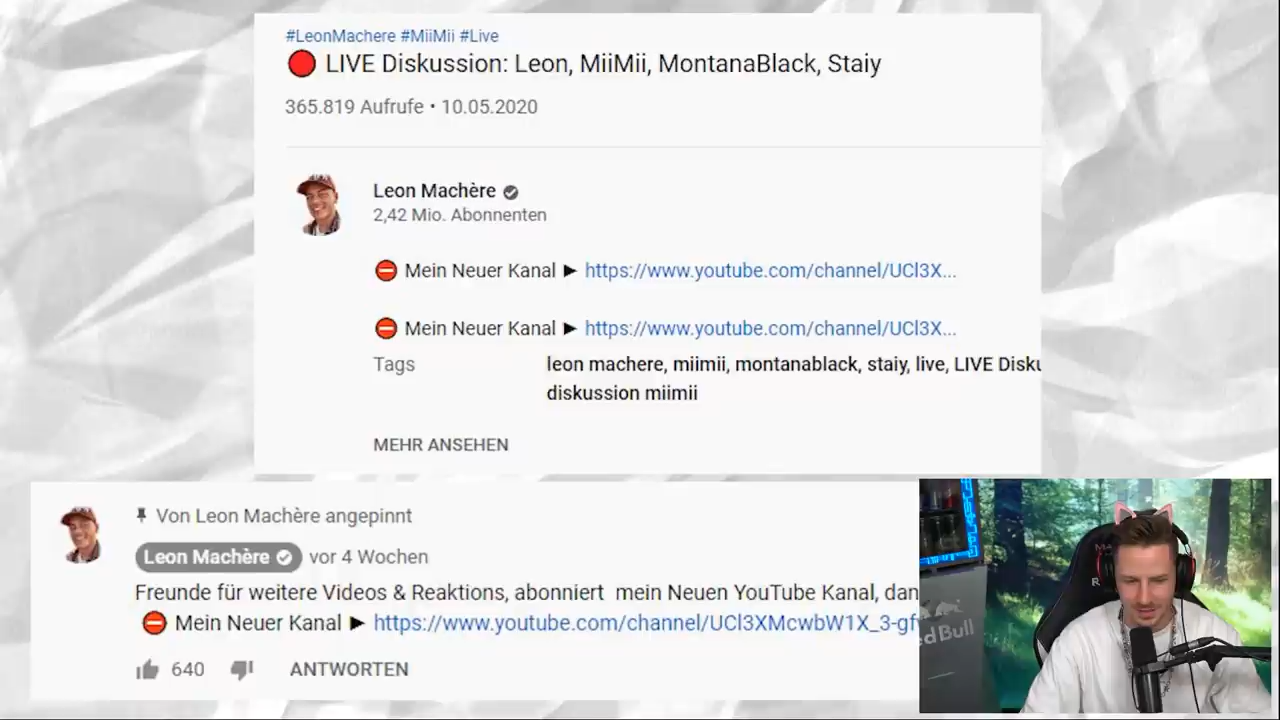 #LeonMachere #MiiMii #Live
🔴 LIVE Diskussion: Leon, MiiMii, MontanaBlack, Staiy
365.819 Aufrufe • 10.05.2020
Leon Machère
2,42 Mio. Abonnenten
⛔ Mein Neuer Kanal ► https://www.youtube.com/channel/UCl3X...
⛔ Mein Neuer Kanal ► https://www.youtube.com/channel/UCl3X...
Tags leon machere, miimii, montanablack, staiy, live, LIVE Disku
diskussion miimii
MEHR ANSEHEN
Von Leon Machère angepinnt
Leon Machère vor 4 Wochen
Freunde für weitere Videos & Reaktions, abonniert mein Neuen YouTube Kanal, dan
⛔ Mein Neuer Kanal ► https://www.youtube.com/channel/UCl3XMcwbW1X_3-gf
640 ANTWORTEN
edBull